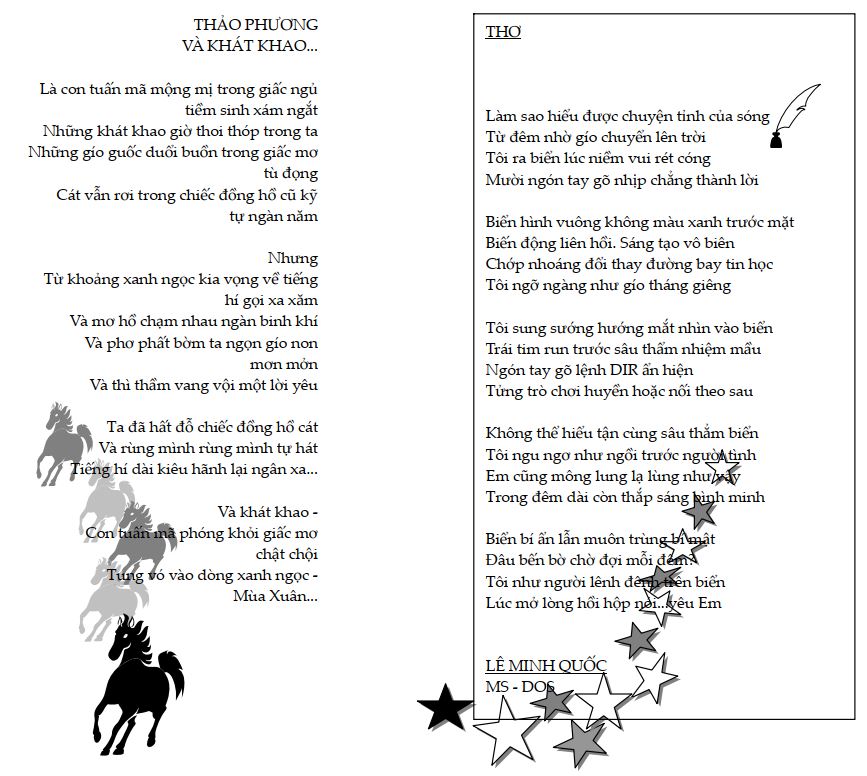 THẢO PHƯƠNG
VÀ KHÁT KHAO...
Là con tuấn mã mộng mị trong giấc ngủ
tiềm sinh xám ngắt
Những khát khao giờ thoi thóp trong ta
Những gío guốc duổi buồn trong giấc mơ
tù đọng
Cát vẫn rơi trong chiếc đồng hồ cũ kỹ
tự ngàn năm
Nhưng
Từ khoảng xanh ngọc kia vọng về tiếng
hí gọi xa xăm
Và mơ hồ chạm nhau ngàn binh khí
Và phơ phất bờm ta ngọn gío non
mơn mởn
Và thì thầm vang vội một lời yêu
Ta đã hất đỗ chiếc đồng hồ cát
Và rùng mình rùng mình tự hát
Tiếng hí dài kiêu hãnh lại ngân xa...
Và khát khao -
Con tuấn mã phóng khỏi giấc mơ
chật chội
Tung vó vào dòng xanh ngọc -
Mùa Xuân...
THƠ
Làm sao hiểu được chuyện tình của sóng
Từ đêm nhờ gío chuyển lên trời
Tôi ra biển lúc niềm vui rét cóng
Mười ngón tay gõ nhịp chẳng thành lời
Biển hình vuông không màu xanh trước mặt
Biến động liên hồi. Sáng tạo vô biên
Chớp nhoáng đổi thay đường bay tin học
Tôi ngỡ ngàng như gío tháng giêng
Tôi sung sướng hướng mắt nhìn vào biển
Trái tim run trước sâu thẩm nhiệm mầu
Ngón tay gõ lệnh DIR ẩn hiện
Từng trò chơi huyền hoặc nối theo sau
Không thể hiểu tận cùng sâu thẳm biển
Tôi ngu ngơ như ngồi trước người tình
Em cũng mông lung lạ lùng như vậy
Trong đêm dài còn thắp sáng bình minh
Biển bí ẩn lẫn muôn trùng bí mật
Đâu bến bờ chờ đợi mỗi đêm?
Tôi như người lênh đênh trên biển
Lúc mở lòng hồi hộp nói...yêu Em
LÊ MINH QUỐC
MS - DOS